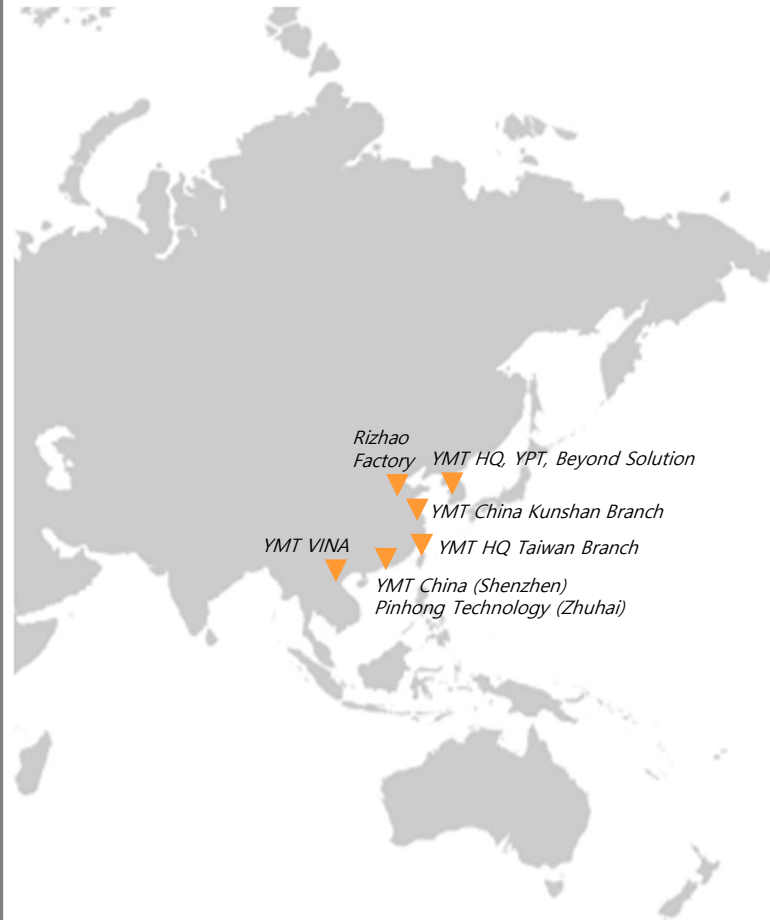 Rizhao
Factory
YMT HQ, YPT, Beyond Solution
YMT China Kunshan Branch
YMT VINA
YMT HQ Taiwan Branch
YMT China (Shenzhen)
Pinhong Technology (Zhuhai)